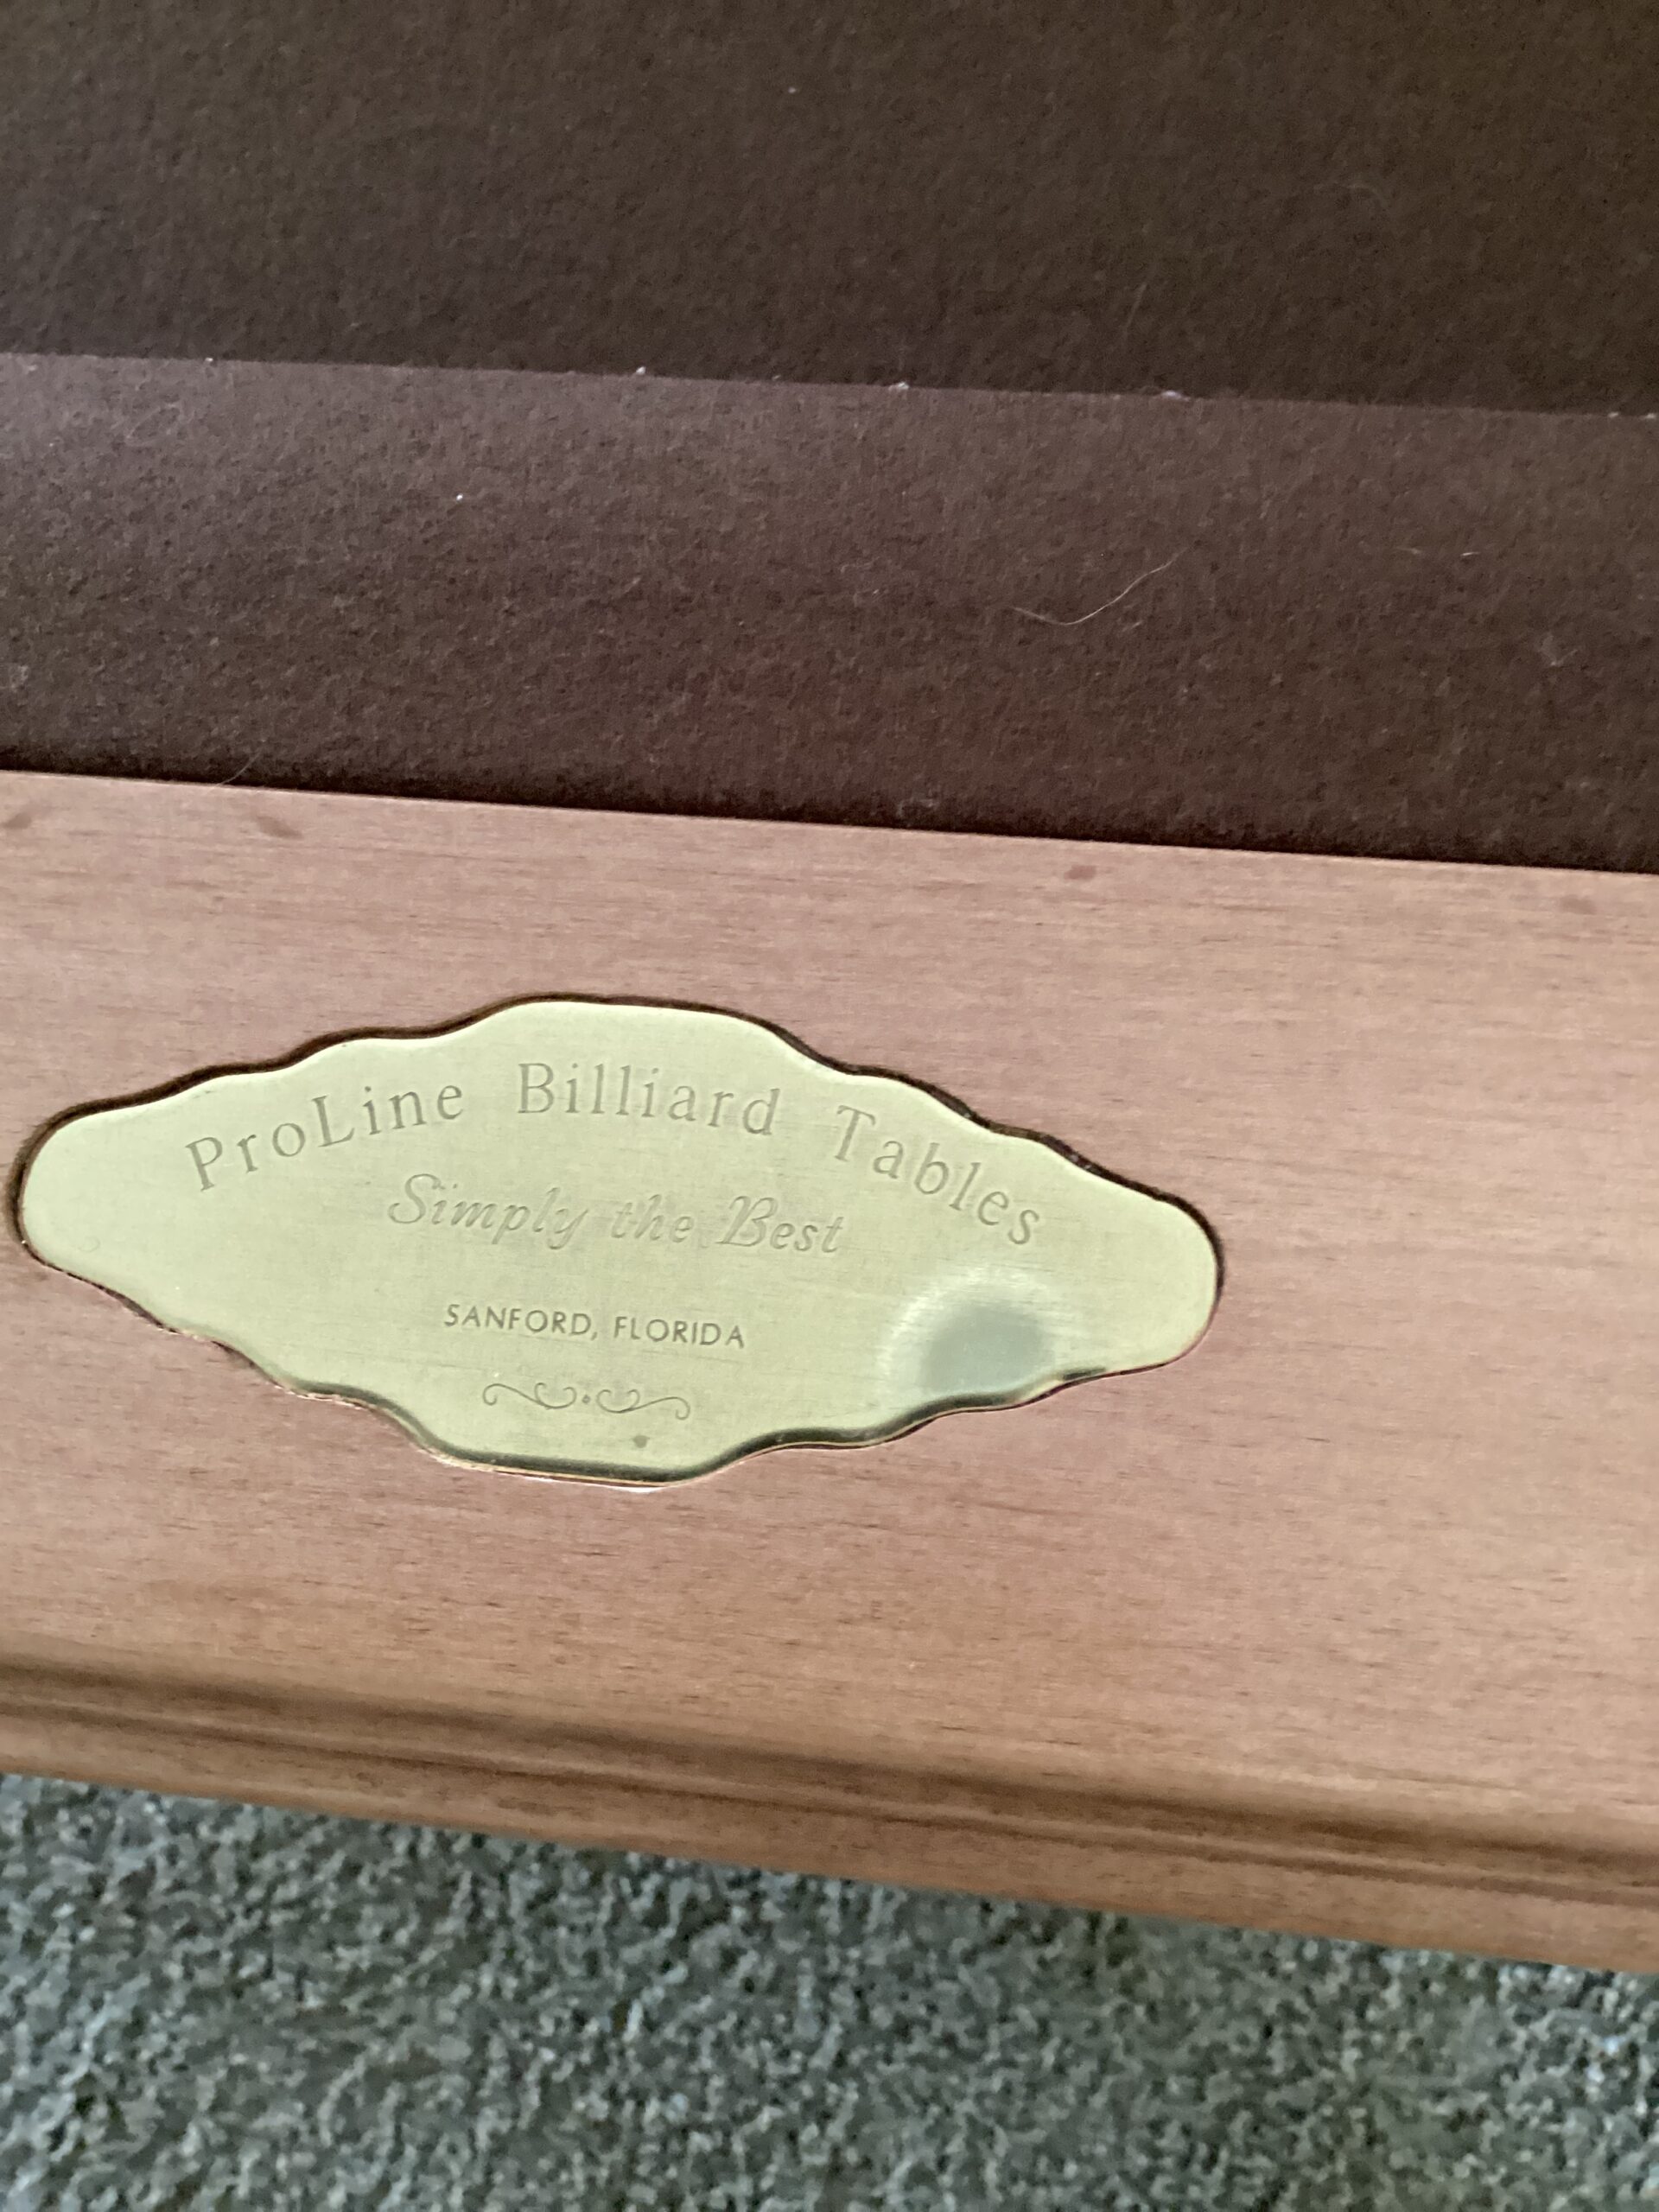 ProLine Billiard Tables
Simply the Best
SANFORD, FLORIDA